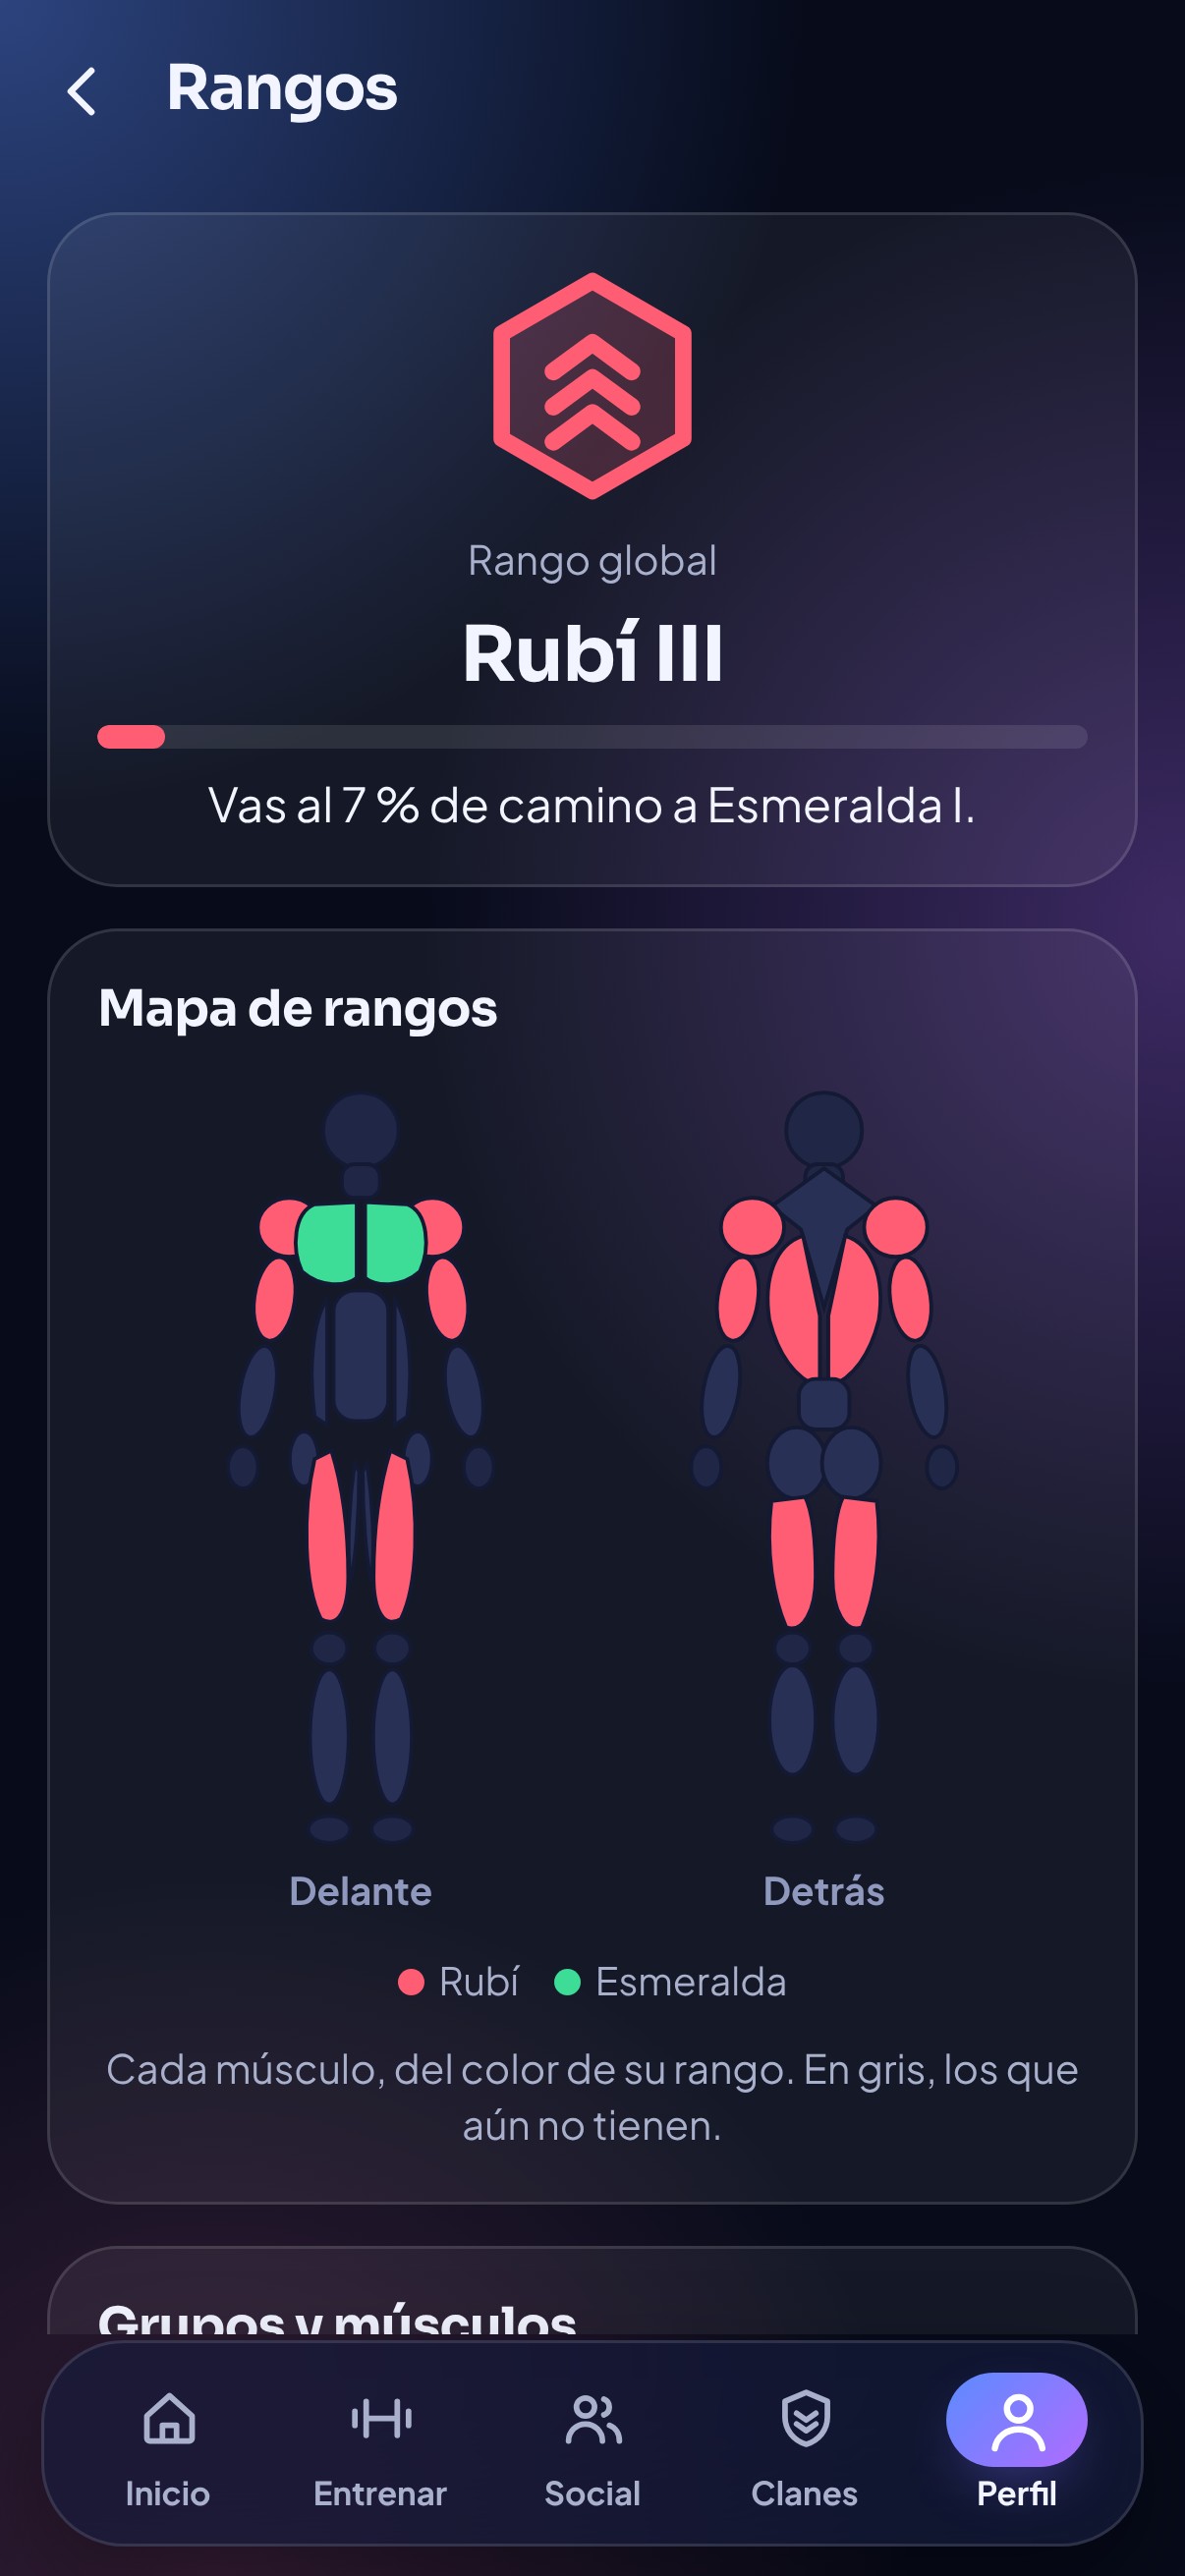 Rangos
Rango global
Rubí III
Vas al 7 % de camino a Esmeralda I.
Mapa de rangos
Delante
Detrás
Rubí
Esmeralda
Cada músculo, del color de su rango. En gris, los que
aún no tienen.
Grupos y músculos
Inicio
Entrenar
Social
Clanes
Perfil